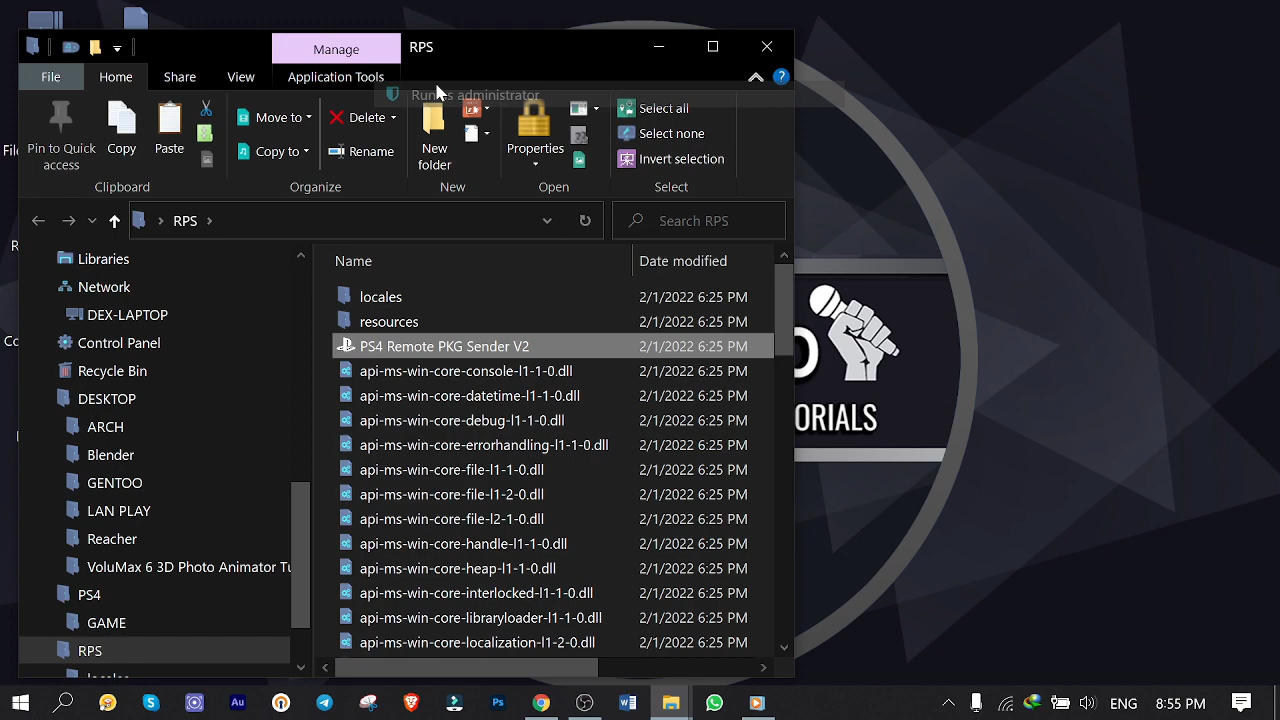 Manage
RPS
File
Home
Share
View
Application Tools
?
Run as administrator
Pin to Quick access
Copy
Paste
Clipboard
Move to
Copy to
Delete
Rename
Organize
New folder
New
Properties
Open
Select all
Select none
Invert selection
Select
RPS
Search RPS
Libraries
Network
DEX-LAPTOP
Control Panel
Recycle Bin
DESKTOP
ARCH
Blender
GENTOO
LAN PLAY
Reacher
VoluMax 6 3D Photo Animator Tu
PS4
GAME
RPS
locales
Name
Date modified
locales 2/1/2022 6:25 PM
resources 2/1/2022 6:25 PM
PS4 Remote PKG Sender V2 2/1/2022 6:25 PM
api-ms-win-core-console-l1-1-0.dll 2/1/2022 6:25 PM
api-ms-win-core-datetime-l1-1-0.dll 2/1/2022 6:25 PM
api-ms-win-core-debug-l1-1-0.dll 2/1/2022 6:25 PM
api-ms-win-core-errorhandling-l1-1-0.dll 2/1/2022 6:25 PM
api-ms-win-core-file-l1-1-0.dll 2/1/2022 6:25 PM
api-ms-win-core-file-l1-2-0.dll 2/1/2022 6:25 PM
api-ms-win-core-file-l2-1-0.dll 2/1/2022 6:25 PM
api-ms-win-core-handle-l1-1-0.dll 2/1/2022 6:25 PM
api-ms-win-core-heap-l1-1-0.dll 2/1/2022 6:25 PM
api-ms-win-core-interlocked-l1-1-0.dll 2/1/2022 6:25 PM
api-ms-win-core-libraryloader-l1-1-0.dll 2/1/2022 6:25 PM
api-ms-win-core-localization-l1-2-0.dll 2/1/2022 6:25 PM
O
ORIALS
Au
Ps
ENG
8:55 PM